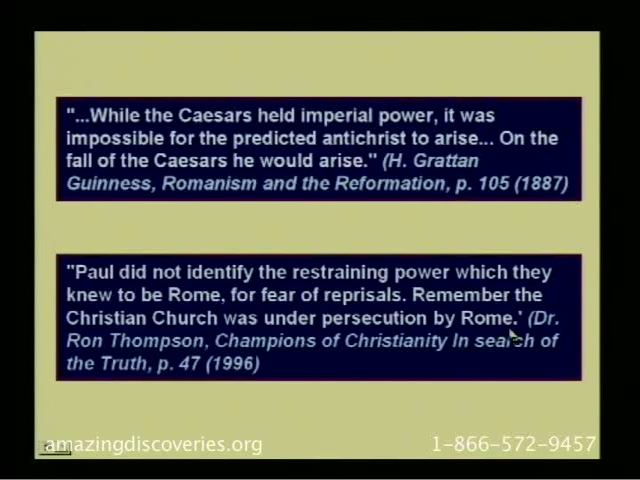 "...While the Caesars held imperial power, it was
impossible for the predicted antichrist to arise... On the
fall of the Caesars he would arise." (H. Grattan
Guinness, Romanism and the Reformation, p. 105 (1887)
"Paul did not identify the restraining power which they
knew to be Rome, for fear of reprisals. Remember the
Christian Church was under persecution by Rome.' (Dr.
Ron Thompson, Champions of Christianity In search of
the Truth, p. 47 (1996)
amazingdiscoveries.org 1-866-572-9457